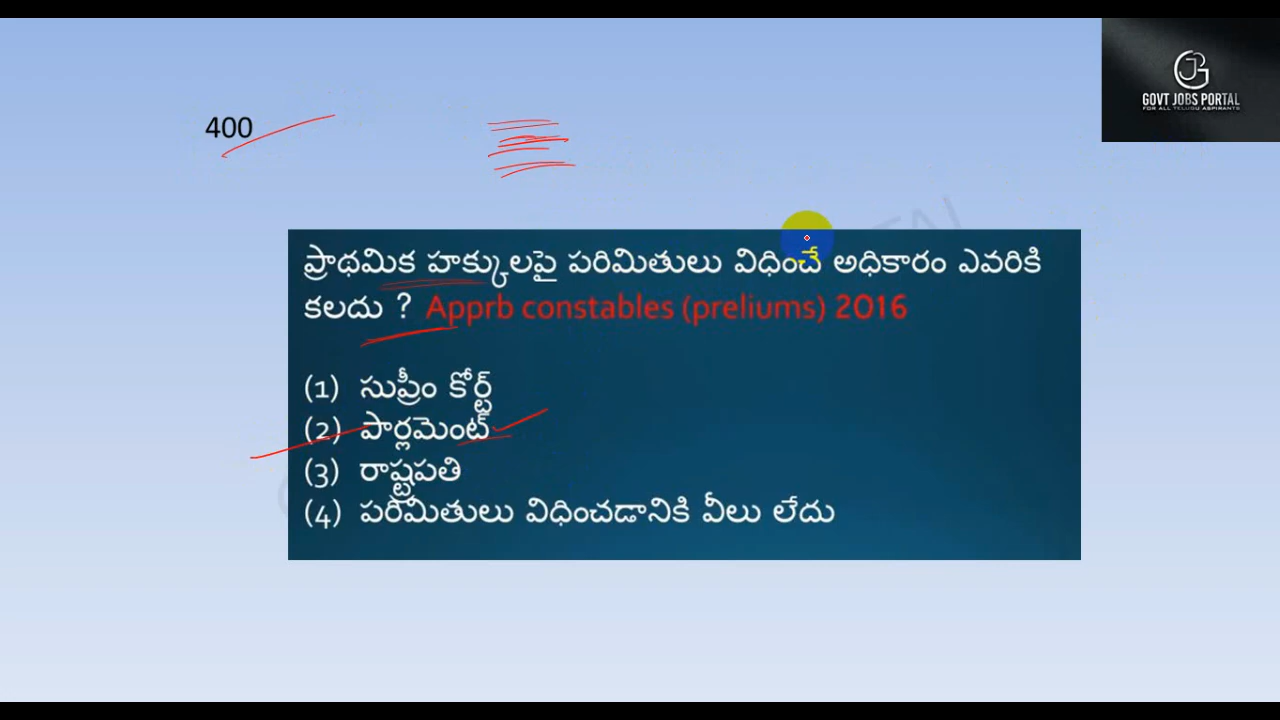 GOVT JOBS PORTAL
FOR ALL TELUGU ASPIRANTS
400
ప్రాథమిక హక్కులపై పరిమితులు విధించే అధికారం ఎవరికి
కలదు ? Apprb constables (preliums) 2016
(1) సుప్రీం కోర్ట్
(2) పార్లమెంట్
(3) రాష్ట్రపతి
(4) పరిమితులు విధించడానికి వీలు లేదు